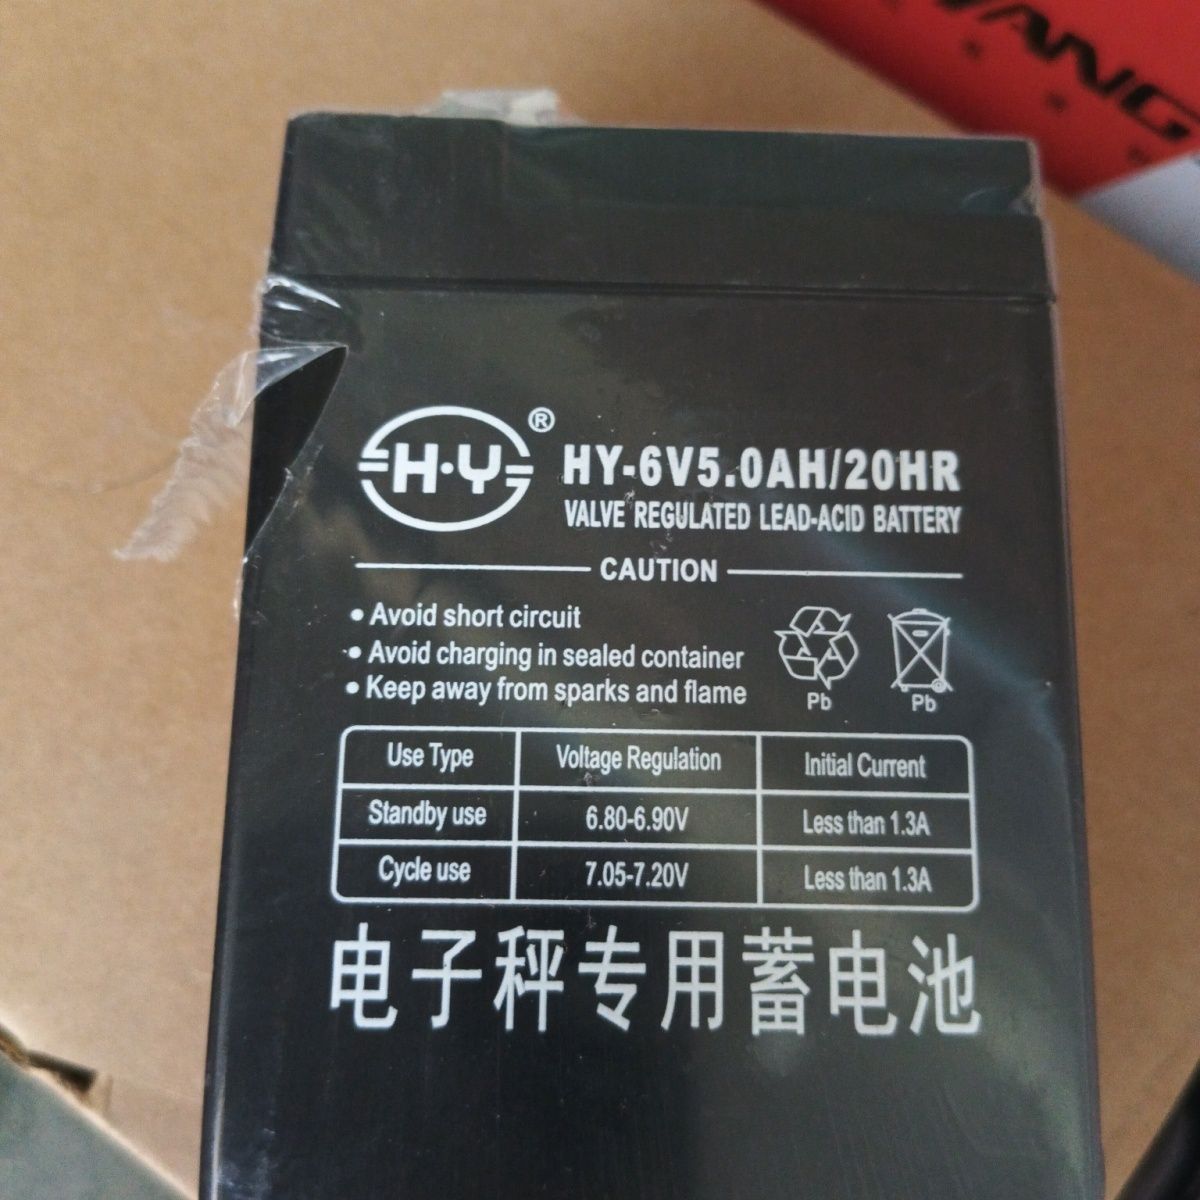 H·Y®
HY-6V5.0AH/20HR
VALVE REGULATED LEAD-ACID BATTERY
CAUTION
• Avoid short circuit
• Avoid charging in sealed container
• Keep away from sparks and flame
Pb Pb
Use Type Voltage Regulation Initial Current
Standby use 6.80-6.90V Less than 1.3A
Cycle use 7.05-7.20V Less than 1.3A
电子秤专用蓄电池